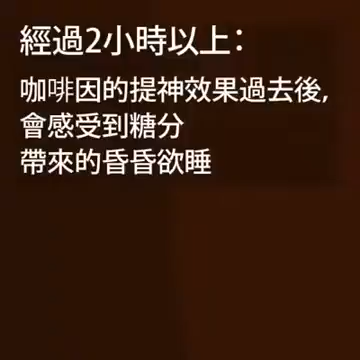 經過2小時以上：
咖啡因的提神效果過去後,
會感受到糖分
帶來的昏昏欲睡